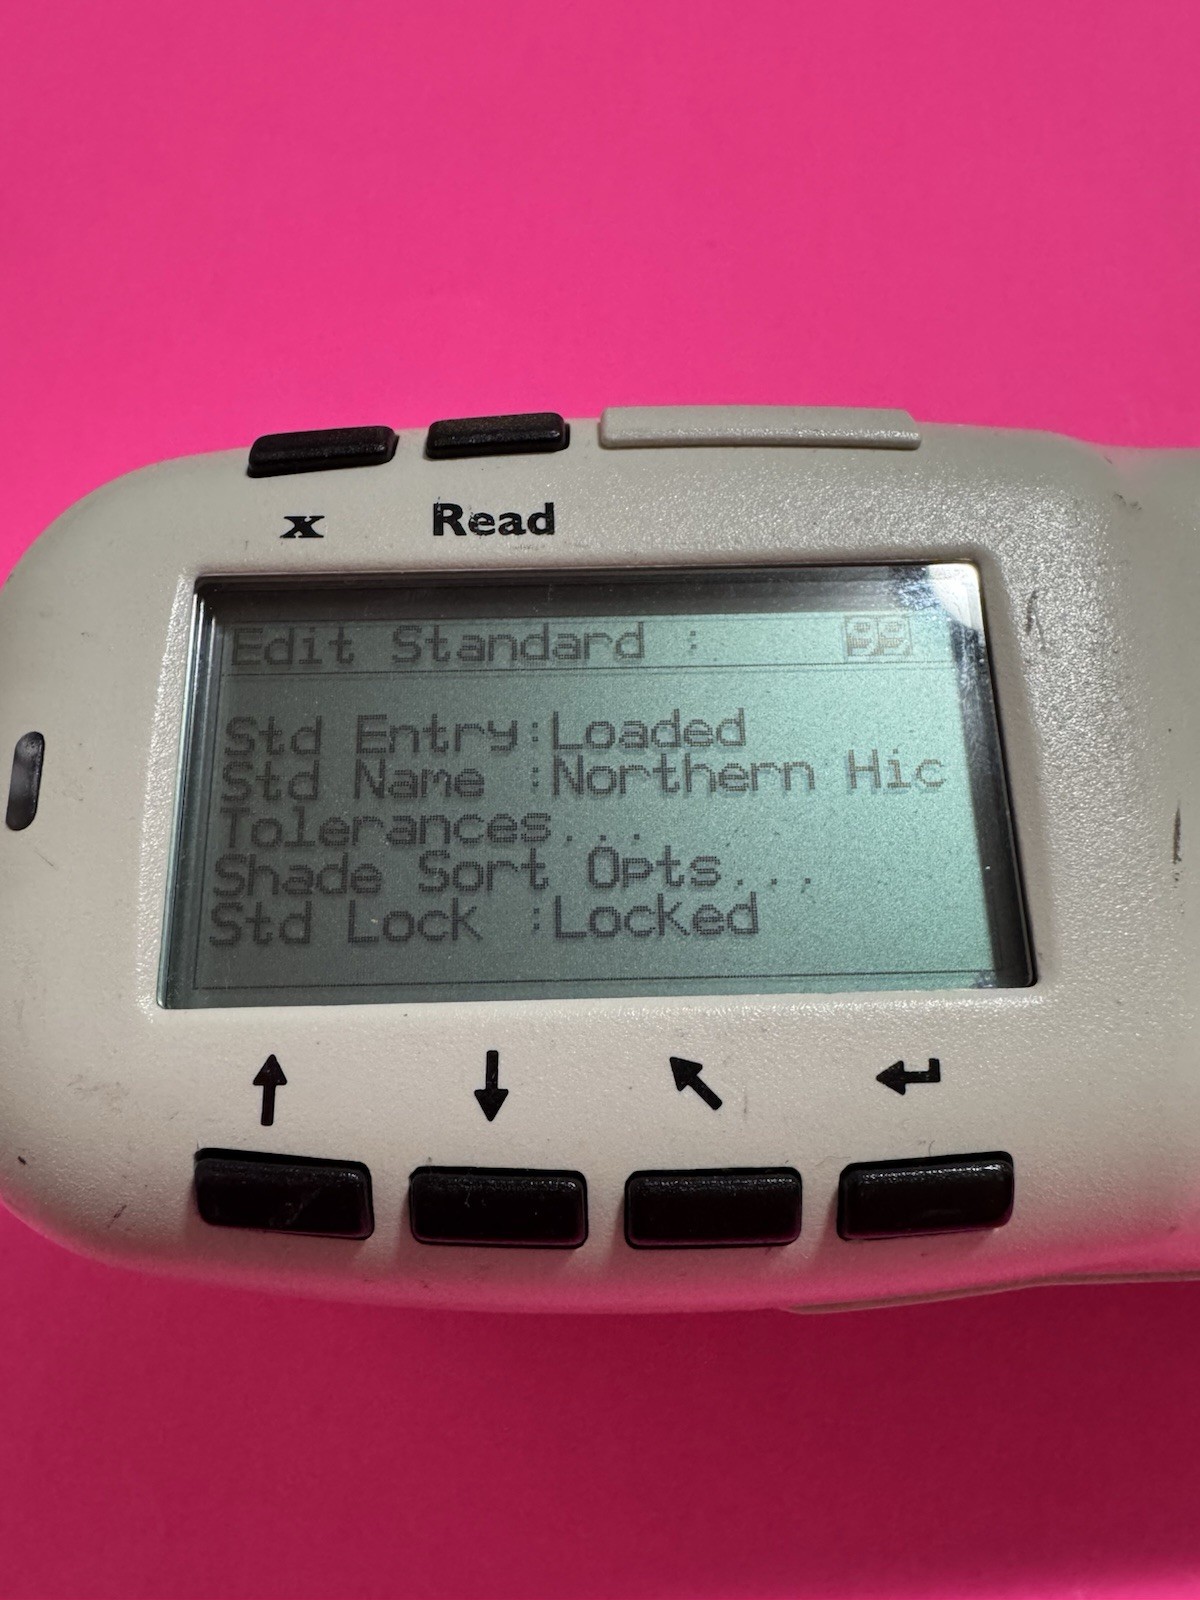 x
Read
Edit Standard :
Std Entry:Loaded
Std Name :Northern Hic
Tolerances...
Shade Sort Opts...
Std Lock :Locked